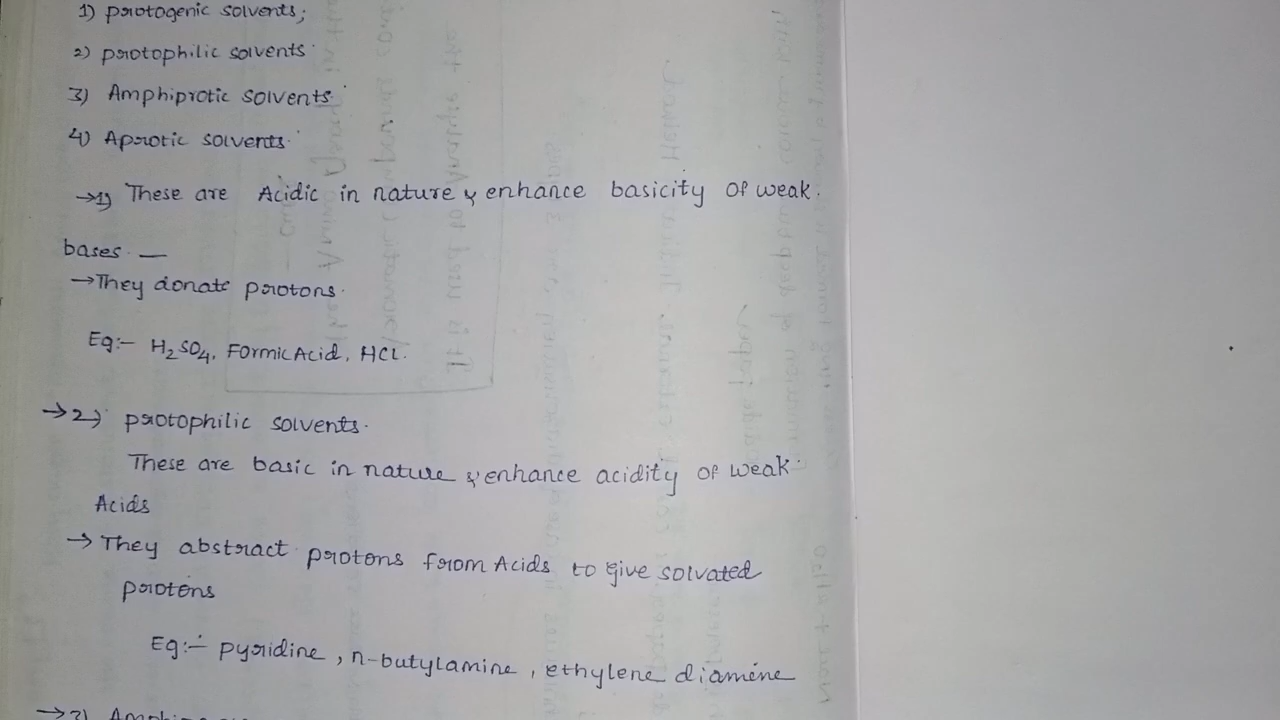 1) protogenic solvents;
2) protophilic solvents.
3) Amphiprotic solvents.
4) Aprotic solvents.
→1) These are Acidic in nature & enhance basicity of weak.
bases. —
→They donate protons.
Eg:- H₂SO₄, Formic Acid, HCl.
→2) protophilic solvents.
These are basic in nature & enhance acidity of weak.
Acids
→ They abstract protons from Acids to give solvated
protons
Eg:- pyridine, n-butylamine, ethylene diamine
→3)